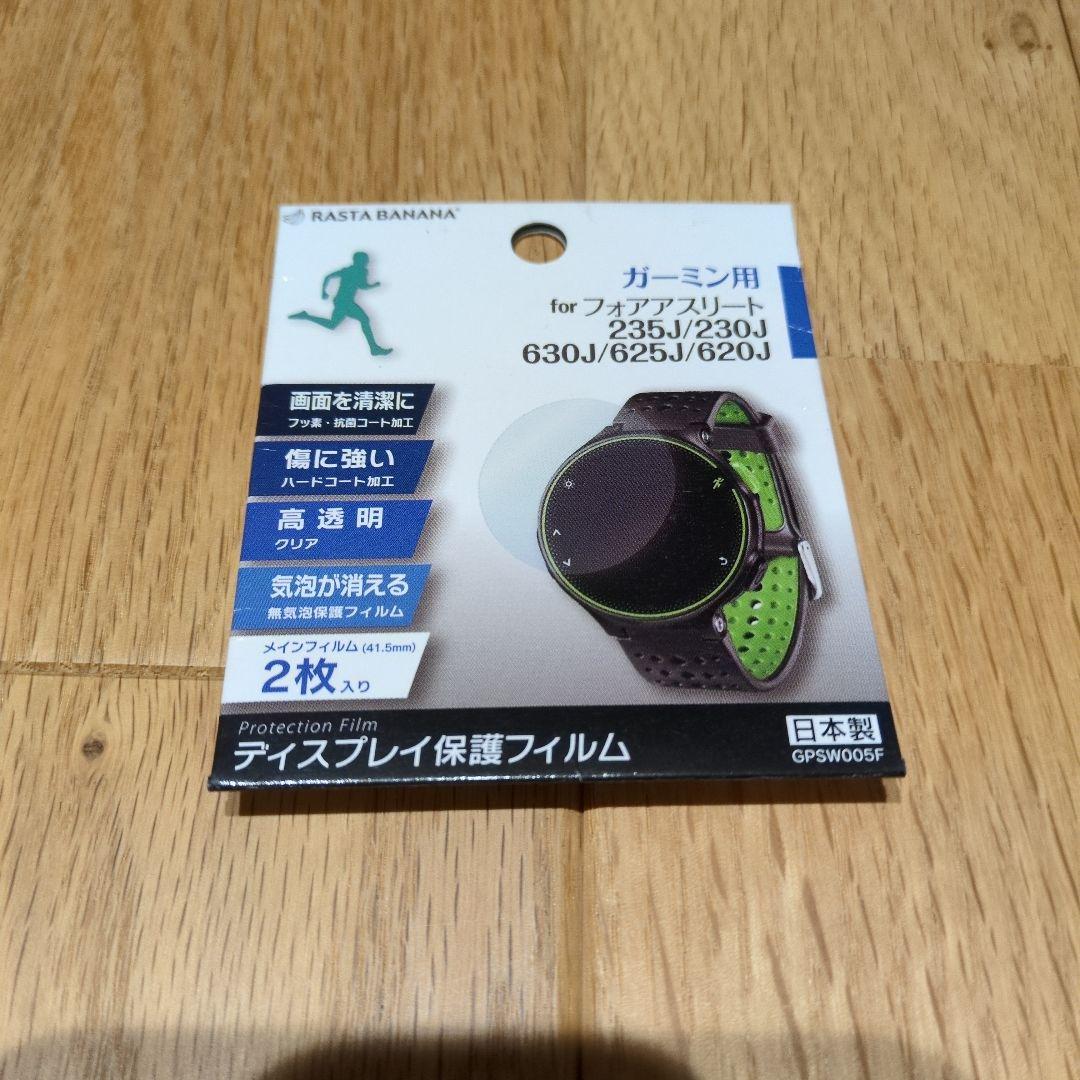 RASTA BANANA
ガーミン用
for フォアアスリート
235J/230J
630J/625J/620J
画面を清潔に
フッ素・抗菌コート加工
傷に強い
ハードコート加工
高透明
クリア
気泡が消える
無気泡保護フィルム
メインフィルム (41.5mm)
2枚入り
Protection Film
ディスプレイ保護フィルム
日本製
GPSW005F